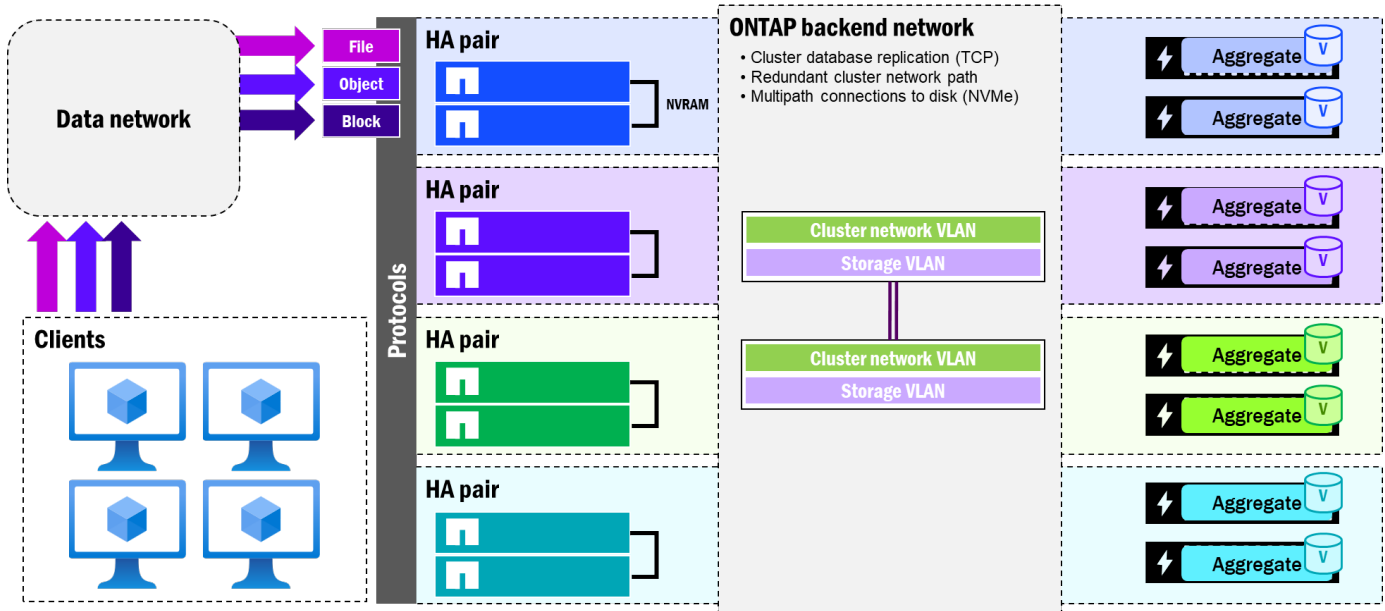 Data network
File
Object
Block
Protocols
Clients
HA pair
NVRAM
HA pair
HA pair
HA pair
ONTAP backend network
• Cluster database replication (TCP)
• Redundant cluster network path
• Multipath connections to disk (NVMe)
Cluster network VLAN
Storage VLAN
Cluster network VLAN
Storage VLAN
Aggregate
V
Aggregate
V
Aggregate
V
Aggregate
V
Aggregate
V
Aggregate
V
Aggregate
V
Aggregate
V